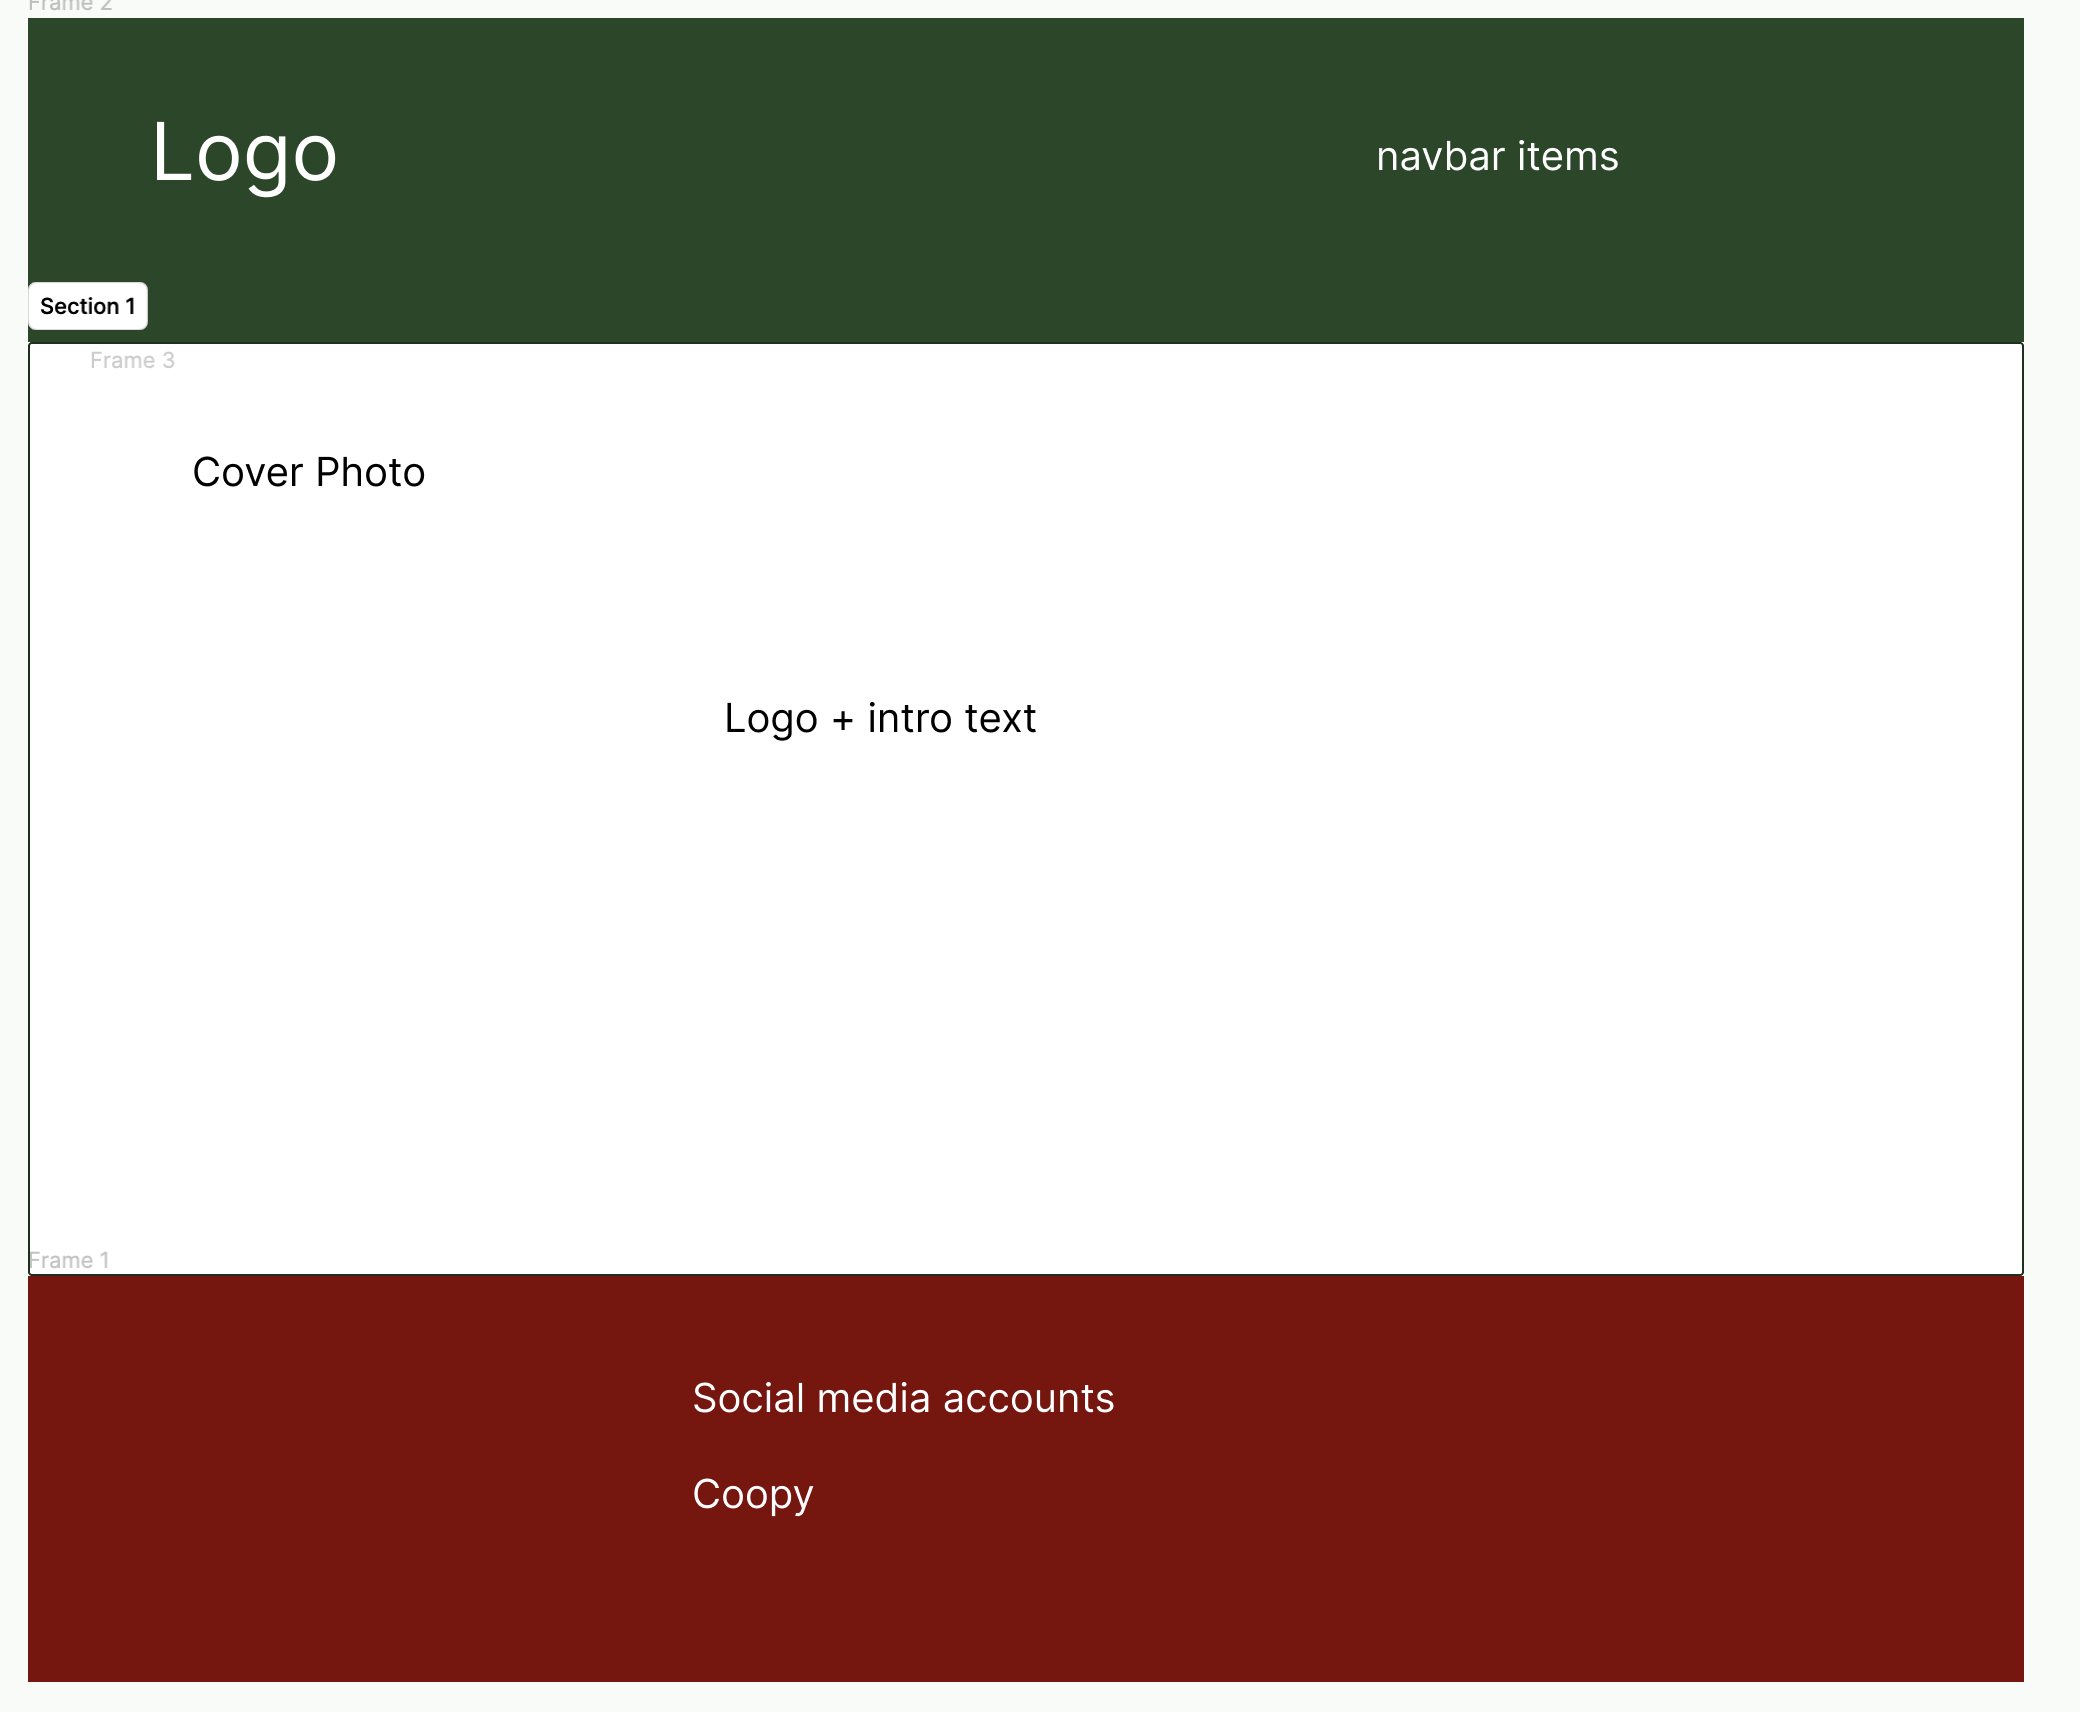 Frame 2
Logo
navbar items
Section 1
Frame 3
Cover Photo
Logo + intro text
Frame 1
Social media accounts
Coopy